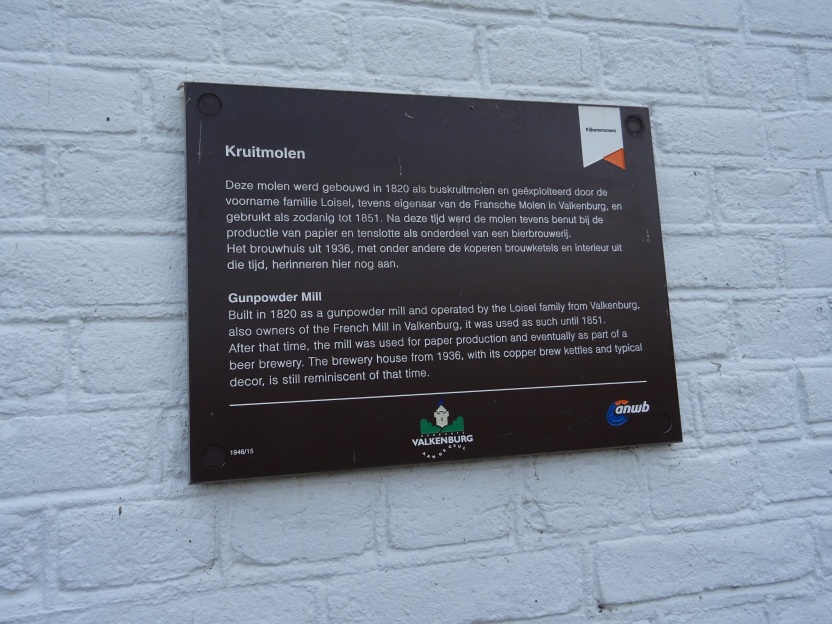 Rijksmonument
Kruitmolen
Deze molen werd gebouwd in 1820 als buskruitmolen en geëxploiteerd door de
voorname familie Loisel, tevens eigenaar van de Fransche Molen in Valkenburg, en
gebruikt als zodanig tot 1851. Na deze tijd werd de molen tevens benut bij de
productie van papier en tenslotte als onderdeel van een bierbrouwerij.
Het brouwhuis uit 1936, met onder andere de koperen brouwketels en interieur uit
die tijd, herinneren hier nog aan.
Gunpowder Mill
Built in 1820 as a gunpowder mill and operated by the Loisel family from Valkenburg,
also owners of the French Mill in Valkenburg, it was used as such until 1851.
After that time, the mill was used for paper production and eventually as part of a
beer brewery. The brewery house from 1936, with its copper brew kettles and typical
decor, is still reminiscent of that time.
1946/15
GEMEENTE
VALKENBURG
AAN DE GEUL
anwb